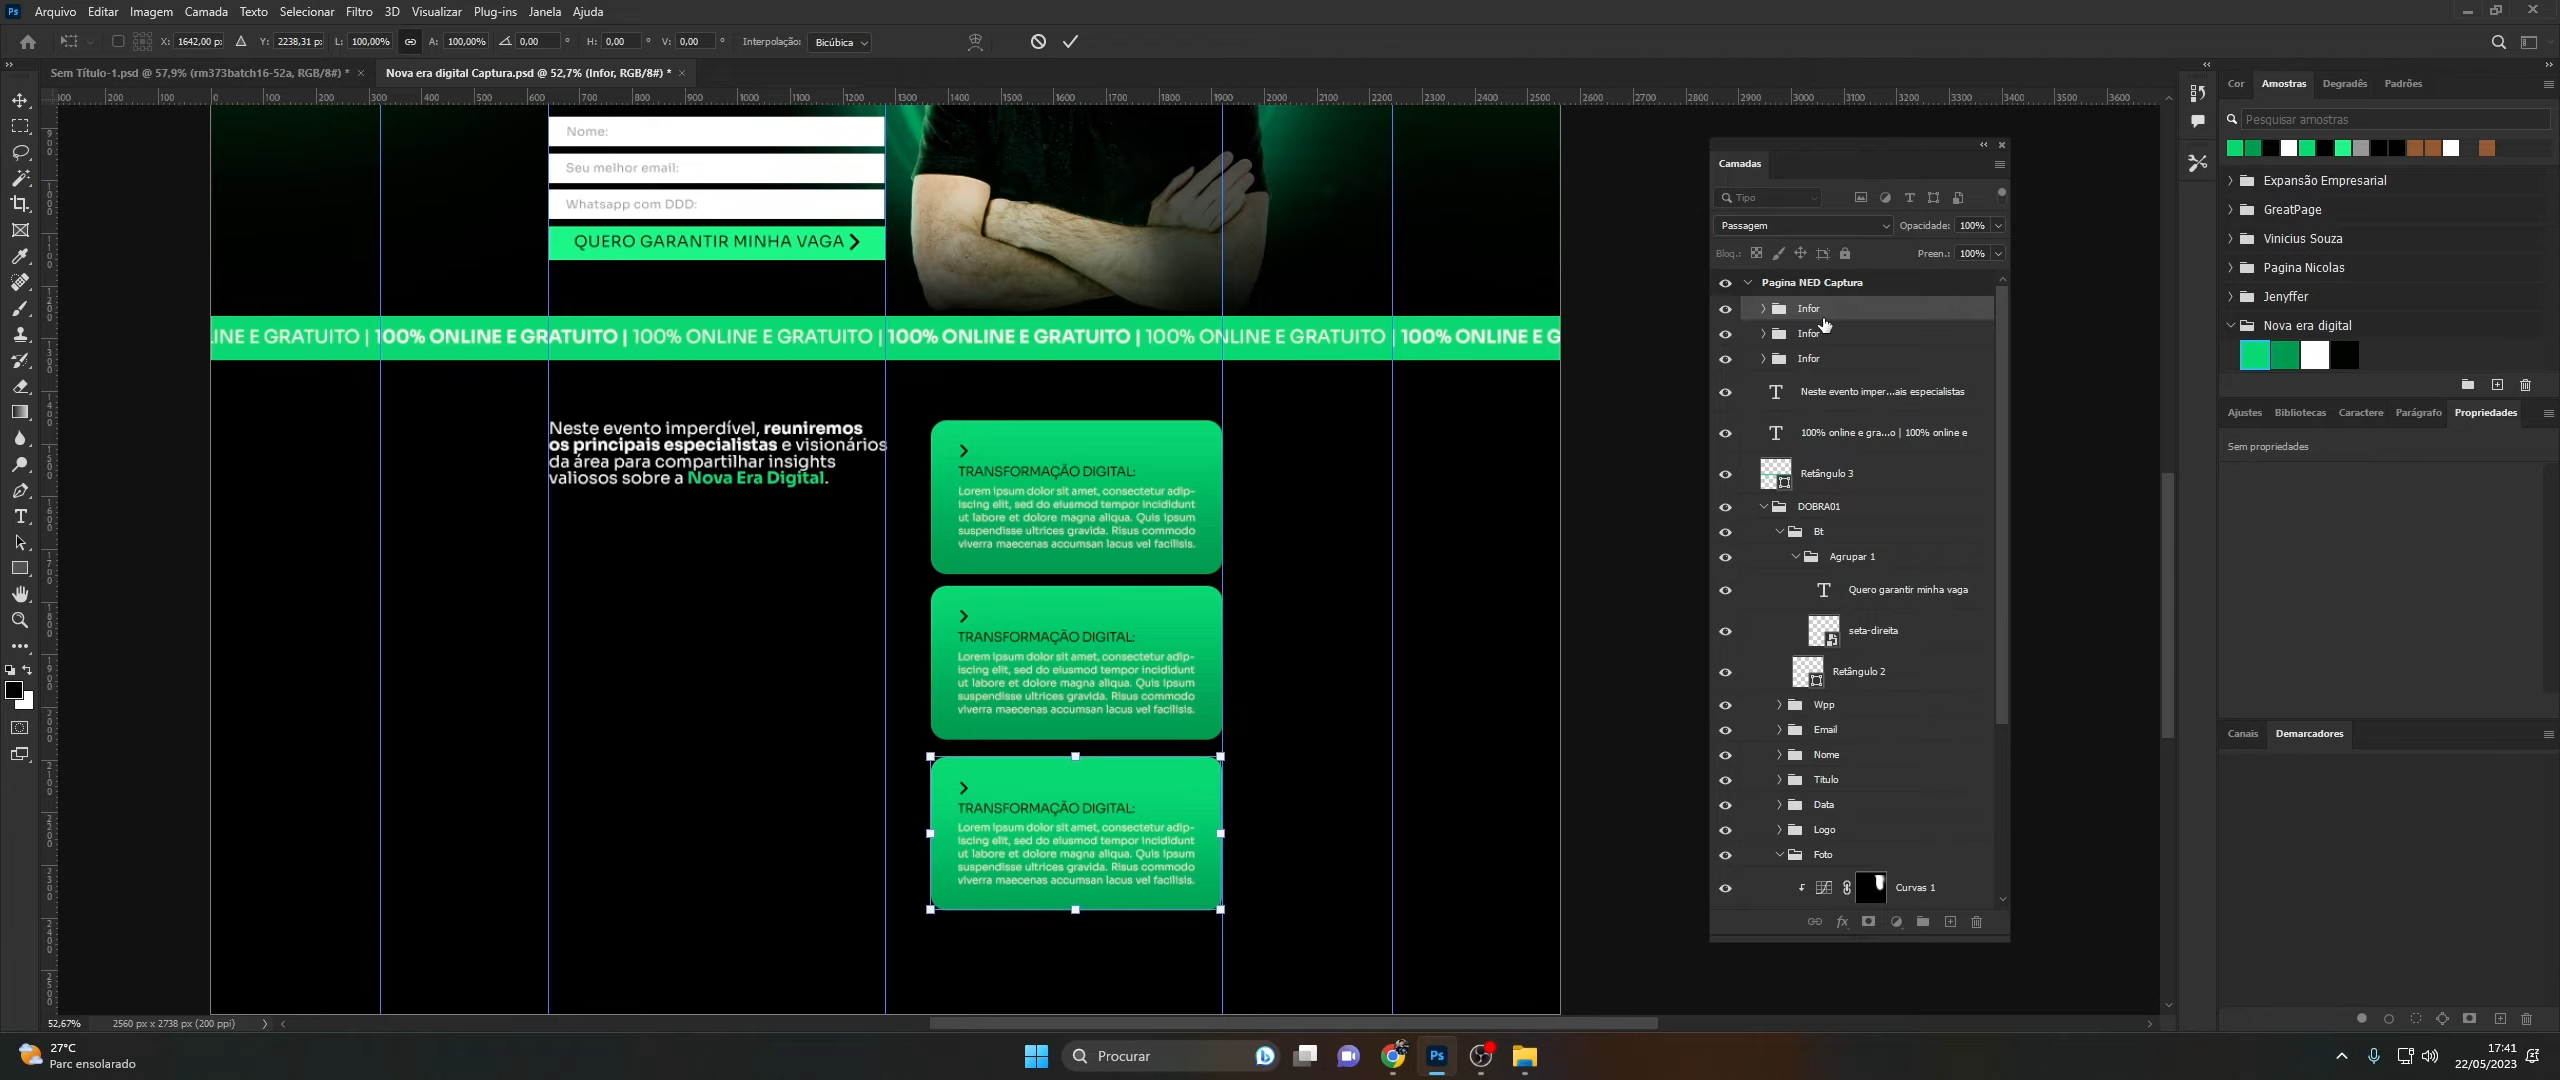 Ps Arquivo Editar Imagem Camada Texto Selecionar Filtro 3D Visualizar Plug-ins Janela Ajuda
X: 1642,00 p: Y: 2238,31 p: L: 100,00% A: 100,00% 0,00 ° H: 0,00 ° V: 0,00 ° Interpolação: Bicúbica
Sem Título-1.psd @ 57,9% (rm373batch16-52a, RGB/8#) * ×
Nova era digital Captura.psd @ 52,7% (Infor, RGB/8#) * ×
Nome:
Seu melhor email:
Whatsapp com DDD:
QUERO GARANTIR MINHA VAGA
LINE E GRATUITO | 100% ONLINE E GRATUITO | 100% ONLINE E GRATUITO | 100% ONLINE E GRATUITO | 100% ONLINE E GRATUITO | 100% ONLINE E G
Neste evento imperdível, reuniremos
os principais especialistas e visionários
da área para compartilhar insights
valiosos sobre a Nova Era Digital.
TRANSFORMAÇÃO DIGITAL:
Lorem ipsum dolor sit amet, consectetur adip-
iscing elit, sed do eiusmod tempor incididunt
ut labore et dolore magna aliqua. Quis ipsum
suspendisse ultrices gravida. Risus commodo
viverra maecenas accumsan lacus vel facilisis.
TRANSFORMAÇÃO DIGITAL:
Lorem ipsum dolor sit amet, consectetur adip-
iscing elit, sed do eiusmod tempor incididunt
ut labore et dolore magna aliqua. Quis ipsum
suspendisse ultrices gravida. Risus commodo
viverra maecenas accumsan lacus vel facilisis.
TRANSFORMAÇÃO DIGITAL:
Lorem ipsum dolor sit amet, consectetur adip-
iscing elit, sed do eiusmod tempor incididunt
ut labore et dolore magna aliqua. Quis ipsum
suspendisse ultrices gravida. Risus commodo
viverra maecenas accumsan lacus vel facilisis.
52,67% 2560 px x 2738 px (200 ppi)
Camadas
Tipo
Passagem Opacidade: 100%
Bloq.: Preen.: 100%
Pagina NED Captura
Infor
Infor
Infor
Neste evento imper...ais especialistas
100% online e gra...o | 100% online e
Retângulo 3
DOBRA01
Bt
Agrupar 1
Quero garantir minha vaga
seta-direita
Retângulo 2
Wpp
Email
Nome
Titulo
Data
Logo
Foto
Curvas 1
Cor Amostras Degradês Padrões
Pesquisar amostras
Expansão Empresarial
GreatPage
Vinicius Souza
Pagina Nicolas
Jenyffer
Nova era digital
Ajustes Bibliotecas Caractere Parágrafo Propriedades
Sem propriedades
Canais Demarcadores
27°C
Parc ensolarado
Procurar
Ps
17:41
22/05/2023